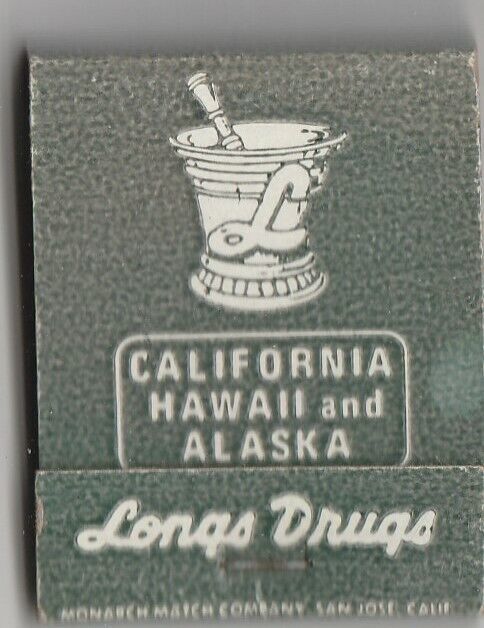 L
CALIFORNIA
HAWAII and
ALASKA
Longs Drugs
MONARCH MATCH COMPANY, SAN JOSE, CALIF.